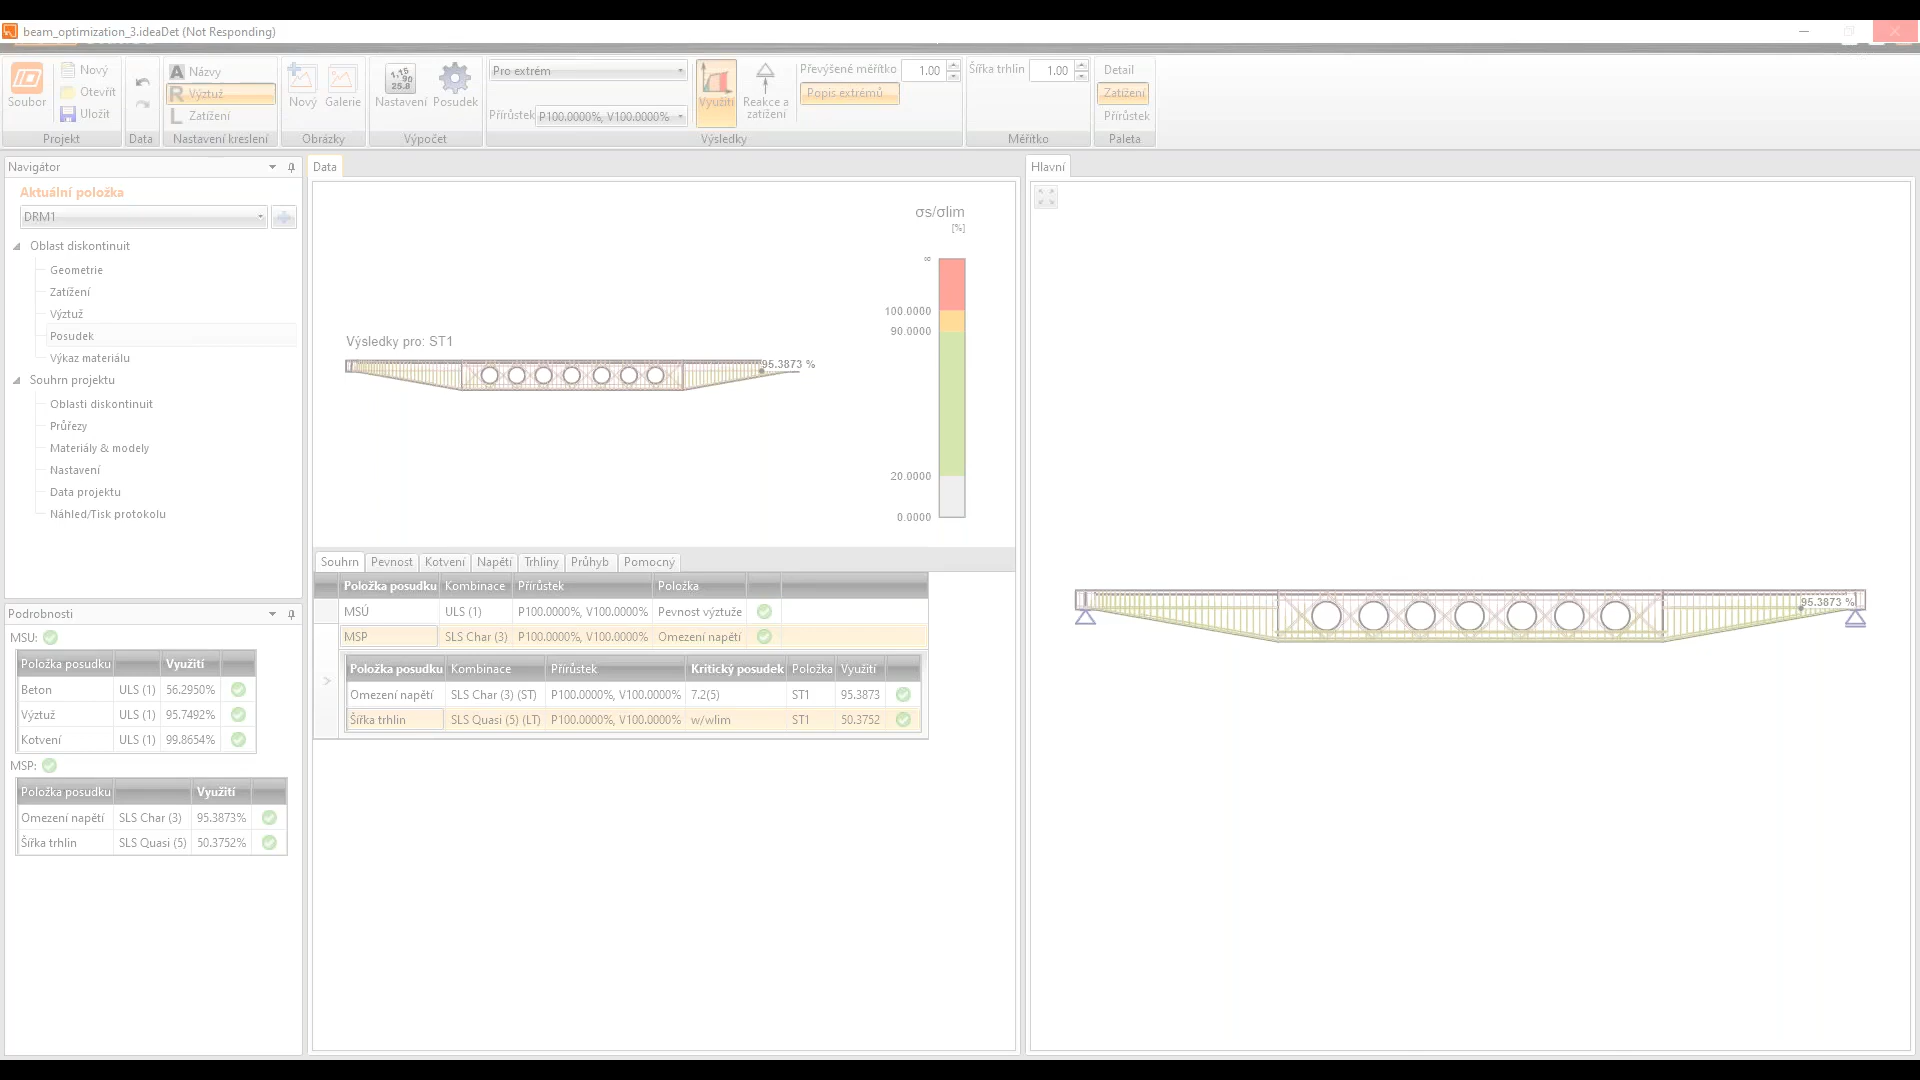 beam_optimization_3.ideaDet (Not Responding)
Soubor
Nový
Otevřít
Uložit
Projekt
Data
A Názvy
R Výztuž
L Zatížení
Nastavení kreslení
Nový
Galerie
Obrázky
1.15
.90
25.8
Nastavení
Posudek
Výpočet
Pro extrém
Přírůstek P100.0000%, V100.0000%
Využití
Reakce a zatížení
Převýšené měřítko 1.00
Popis extrémů
Výsledky
Šířka trhlin 1.00
Měřítko
Detail
Zatížení
Přírůstek
Paleta
Navigátor
Aktuální položka
DRM1
Oblast diskontinuit
Geometrie
Zatížení
Výztuž
Posudek
Výkaz materiálu
Souhrn projektu
Oblasti diskontinuit
Průřezy
Materiály & modely
Nastavení
Data projektu
Náhled/Tisk protokolu
Podrobnosti
MSU:
Položka posudku Využití
Beton ULS (1) 56.2950%
Výztuž ULS (1) 95.7492%
Kotvení ULS (1) 99.8654%
MSP:
Položka posudku Využití
Omezení napětí SLS Char (3) 95.3873%
Šířka trhlin SLS Quasi (5) 50.3752%
Data
σs/σlim
[%]
∞
100.0000
90.0000
20.0000
0.0000
Výsledky pro: ST1
95.3873 %
Souhrn Pevnost Kotvení Napětí Trhliny Průhyb Pomocný
Položka posudku Kombinace Přírůstek Položka
MSÚ ULS (1) P100.0000%, V100.0000% Pevnost výztuže
MSP SLS Char (3) P100.0000%, V100.0000% Omezení napětí
Položka posudku Kombinace Přírůstek Kritický posudek Položka Využití
Omezení napětí SLS Char (3) (ST) P100.0000%, V100.0000% 7.2(5) ST1 95.3873
Šířka trhlin SLS Quasi (5) (LT) P100.0000%, V100.0000% w/wlim ST1 50.3752
Hlavní
95.3873 %